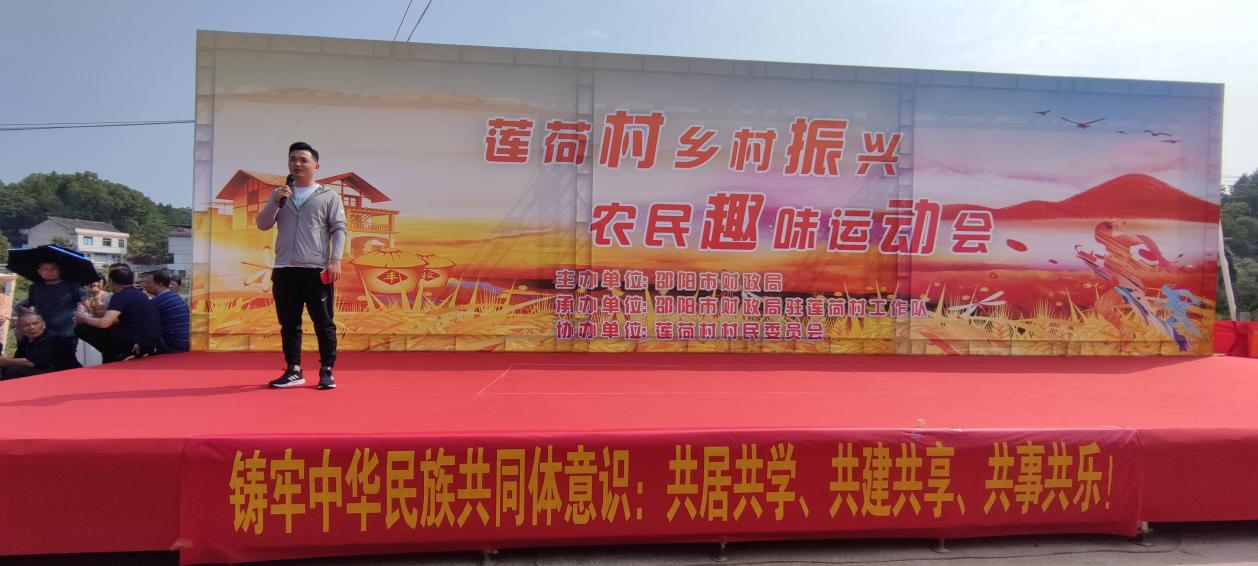 莲荷村乡村振兴
农民趣味运动会
主办单位:邵阳市财政局
承办单位:邵阳市财政局驻莲荷村工作队
协办单位:莲荷村村民委员会
铸牢中华民族共同体意识：共居共学、共建共享、共事共乐！